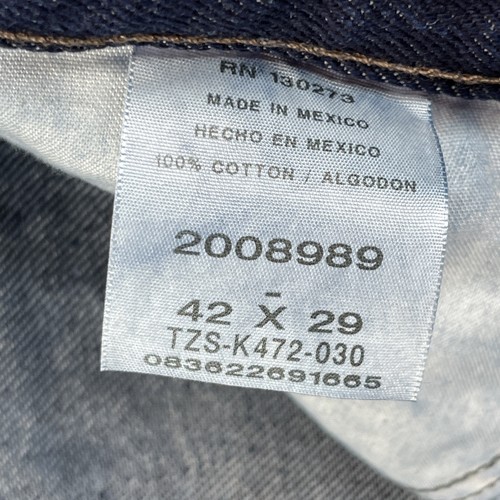 RN 130273
MADE IN MEXICO
HECHO EN MEXICO
100% COTTON / ALGODON
2008989
-
42 X 29
TZS-K472-030
083622691665